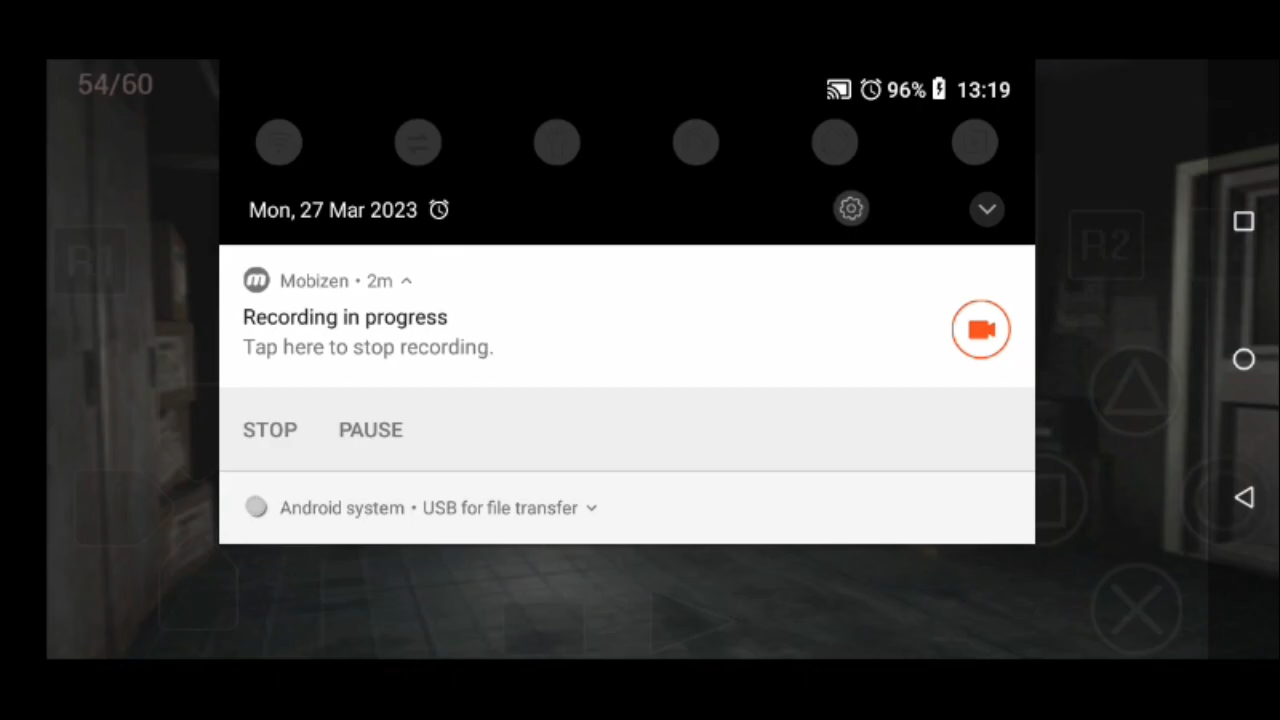 54/60
96% 13:19
Mon, 27 Mar 2023
R1
R2
Mobizen • 2m
Recording in progress
Tap here to stop recording.
STOP PAUSE
Android system • USB for file transfer